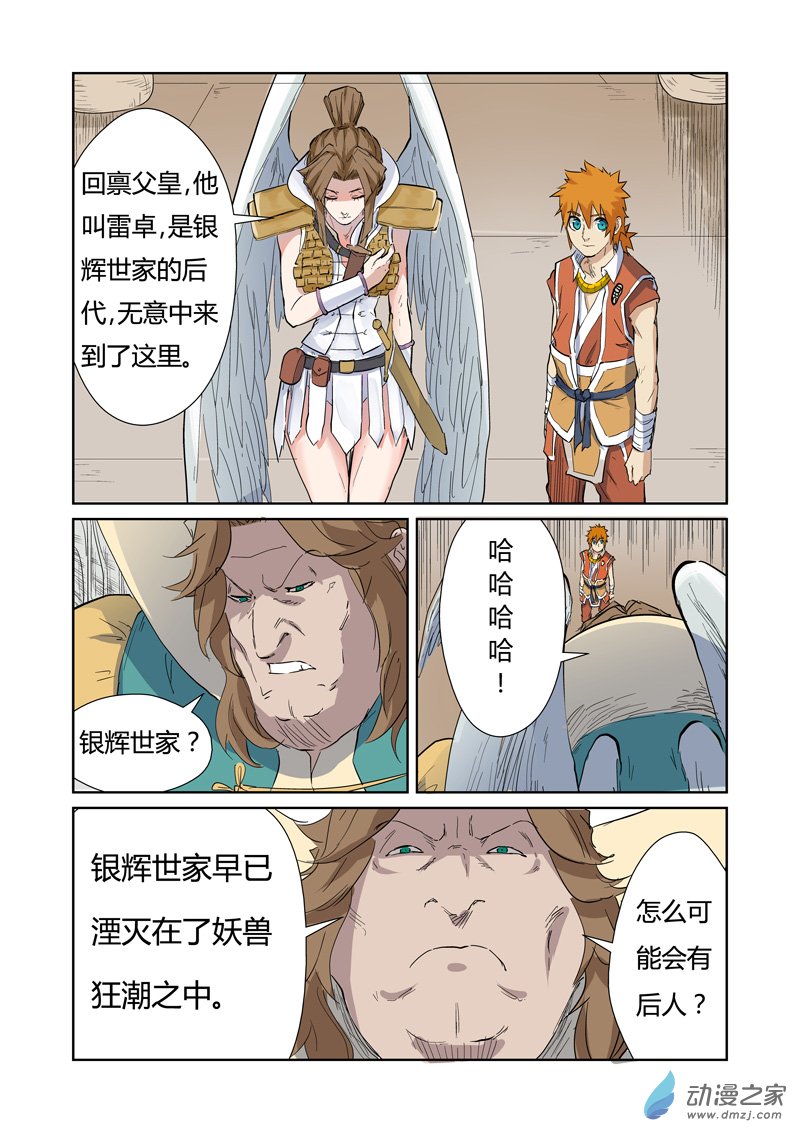 回禀父皇，他
叫雷卓，是银
辉世家的后
代，无意中来
到了这里。
银辉世家？
哈
哈
哈
哈
！
银辉世家早已
湮灭在了妖兽
狂潮之中。
怎么可
能会有
后人？
动漫之家
www.dmzj.com